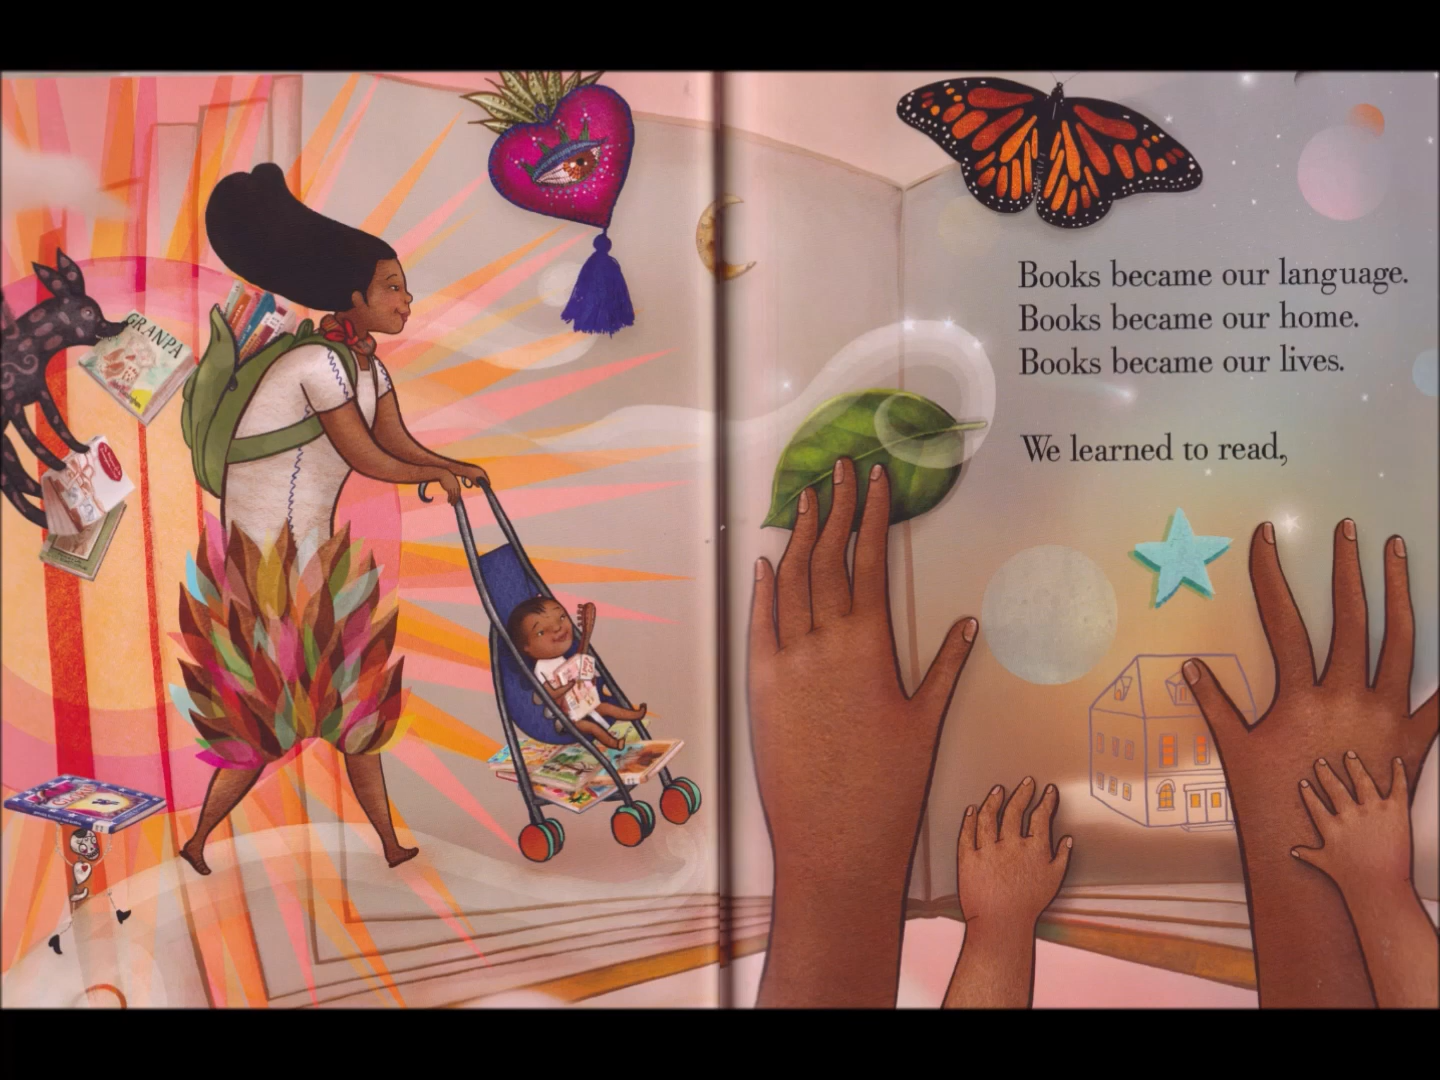 GRANPA
Books became our language.
Books became our home.
Books became our lives.
We learned to read,